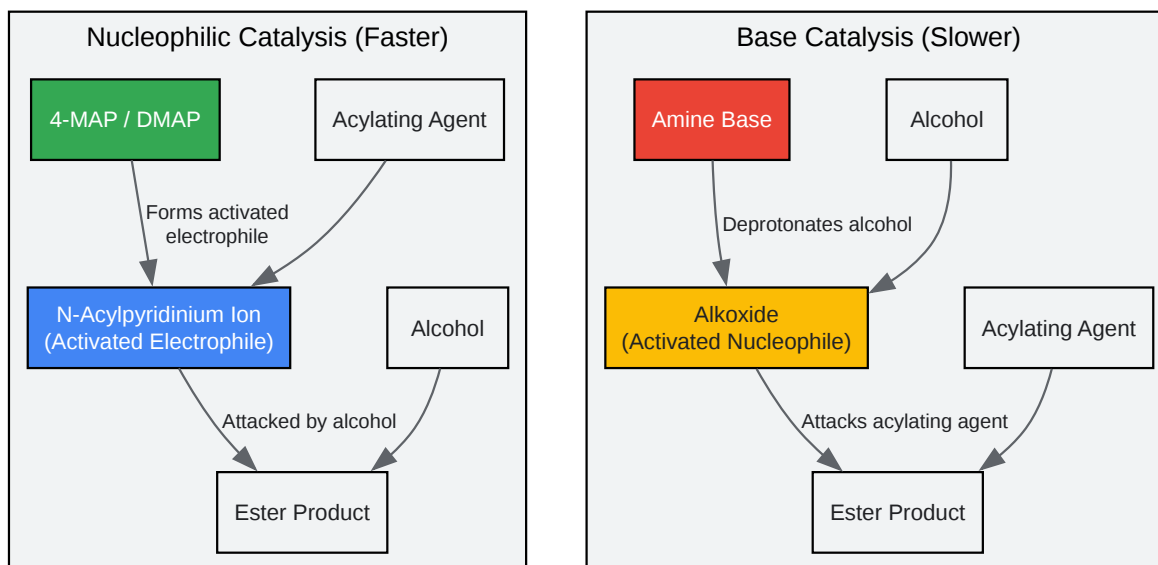 Nucleophilic Catalysis (Faster)
4-MAP / DMAP
Acylating Agent
Forms activated
electrophile
N-Acylpyridinium Ion
(Activated Electrophile)
Alcohol
Attacked by alcohol
Ester Product
Base Catalysis (Slower)
Amine Base
Alcohol
Deprotonates alcohol
Alkoxide
(Activated Nucleophile)
Acylating Agent
Attacks acylating agent
Ester Product